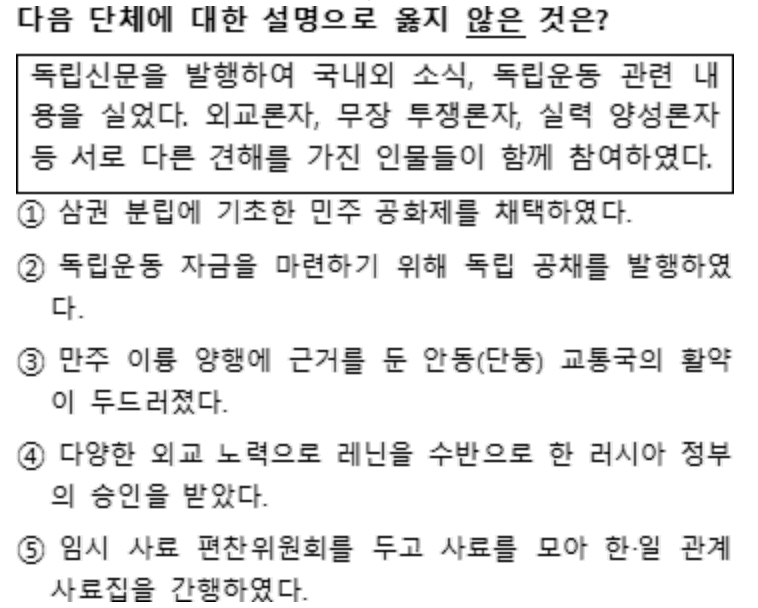 다음 단체에 대한 설명으로 옳지 않은 것은?
독립신문을 발행하여 국내외 소식, 독립운동 관련 내
용을 실었다. 외교론자, 무장 투쟁론자, 실력 양성론자
등 서로 다른 견해를 가진 인물들이 함께 참여하였다.
① 삼권 분립에 기초한 민주 공화제를 채택하였다.
② 독립운동 자금을 마련하기 위해 독립 공채를 발행하였
다.
③ 만주 이륭 양행에 근거를 둔 안동(단둥) 교통국의 활약
이 두드러졌다.
④ 다양한 외교 노력으로 레닌을 수반으로 한 러시아 정부
의 승인을 받았다.
⑤ 임시 사료 편찬위원회를 두고 사료를 모아 한·일 관계
사료집을 간행하였다.